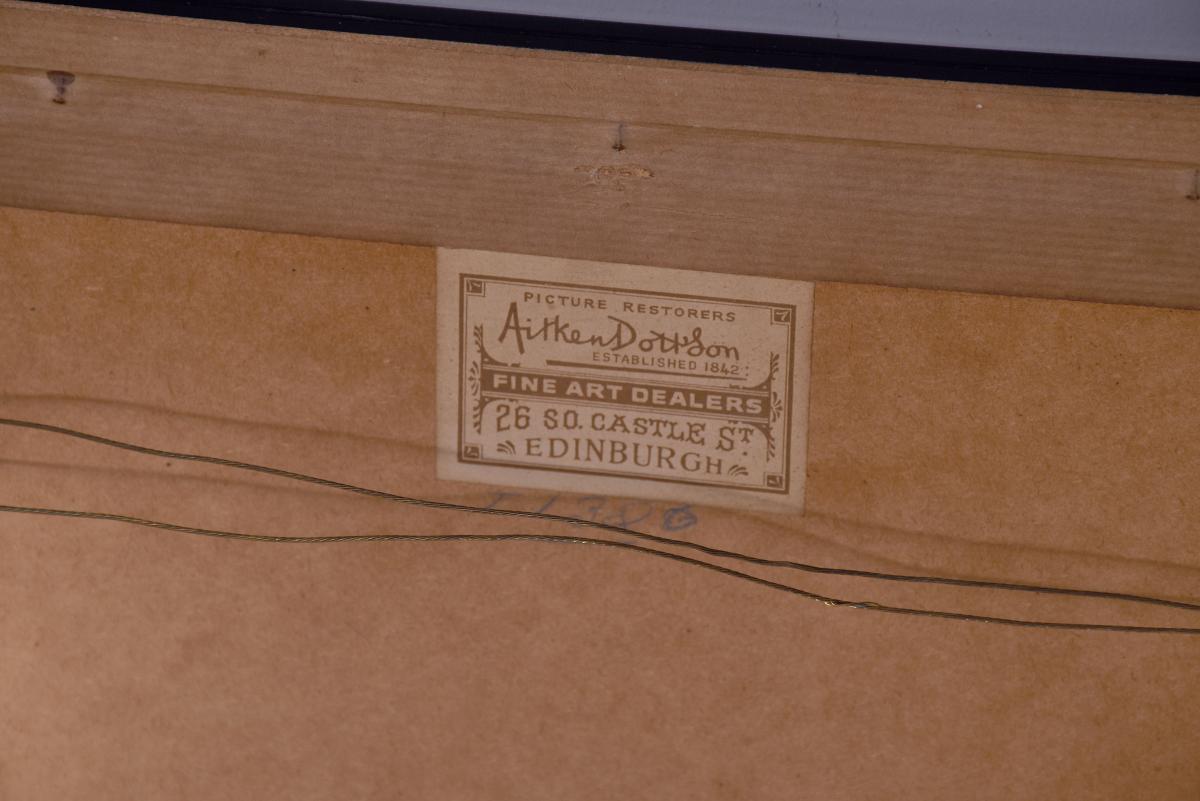 PICTURE RESTORERS
Aitken Dott & Son
ESTABLISHED 1842:
FINE ART DEALERS
26 SO. CASTLE ST.
EDINBURGH